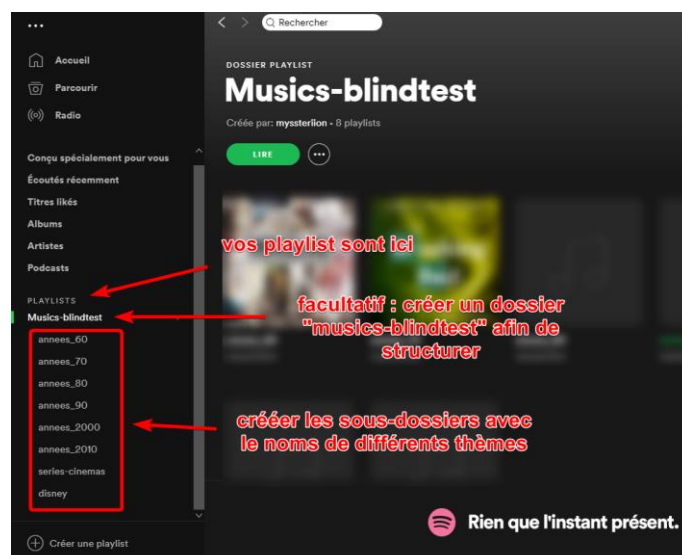 Rechercher
Accueil
Parcourir
Radio
Conçu spécialement pour vous
Écoutés récemment
Titres likés
Albums
Artistes
Podcasts
PLAYLISTS
Musics-blindtest
annees_60
annees_70
annees_80
annees_90
annees_2000
annees_2010
series-cinemas
disney
Créer une playlist
DOSSIER PLAYLIST
Musics-blindtest
Créée par: myssteriion • 8 playlists
LIRE
vos playlist sont ici
facultatif : créer un dossier
"musics-blindtest" afin de
structurer
crééer les sous-dossiers avec
le noms de différents thèmes
Rien que l'instant présent.